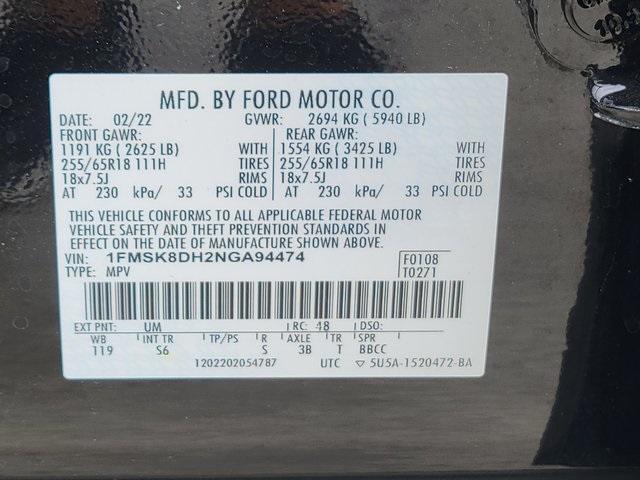 MFD. BY FORD MOTOR CO.
DATE: 02/22 GVWR: 2694 KG ( 5940 LB)
FRONT GAWR: REAR GAWR:
1191 KG ( 2625 LB) WITH 1554 KG ( 3425 LB) WITH
255/65R18 111H TIRES 255/65R18 111H TIRES
18x7.5J RIMS 18x7.5J RIMS
AT 230 kPa/ 33 PSI COLD AT 230 kPa/ 33 PSI COLD
THIS VEHICLE CONFORMS TO ALL APPLICABLE FEDERAL MOTOR
VEHICLE SAFETY AND THEFT PREVENTION STANDARDS IN
EFFECT ON THE DATE OF MANUFACTURE SHOWN ABOVE.
VIN: 1FMSK8DH2NGA94474 F0108
TYPE: MPV T0271
EXT PNT: UM RC: 48 DSO:
WB INT TR TP/PS R AXLE TR SPR
119 S6 S 3B T BBCC
1202202054787 UTC ▽ 5U5A-1520472-BA